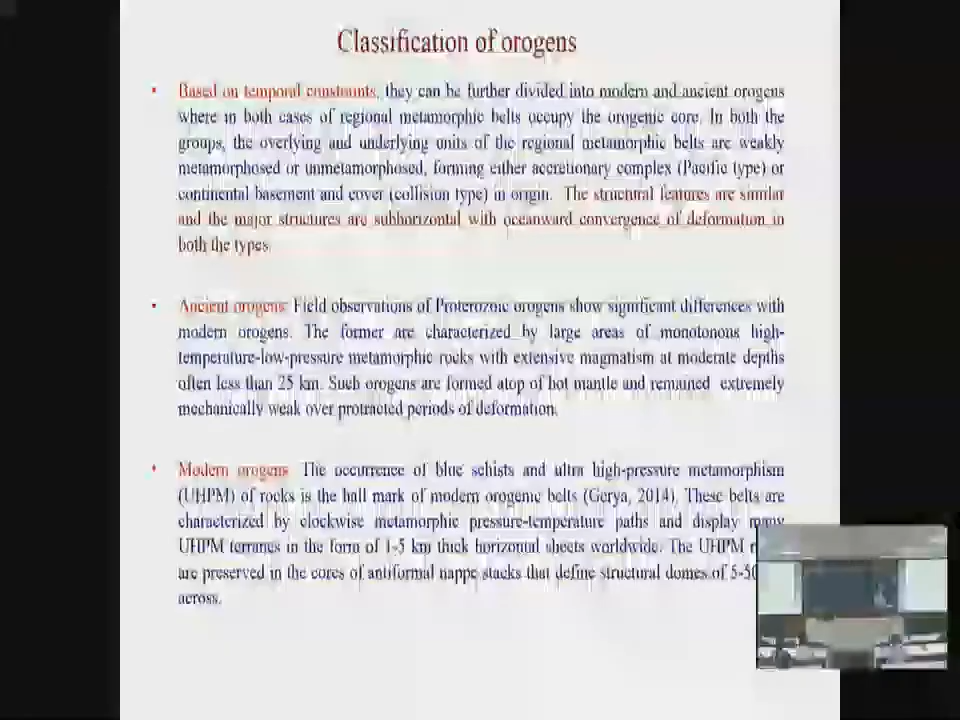 Classification of orogens
• Based on temporal constraints, they can be further divided into modern and ancient orogens
where in both cases of regional metamorphic belts occupy the orogenic core. In both the
groups, the overlying and underlying units of the regional metamorphic belts are weakly
metamorphosed or unmetamorphosed, forming either accretionary complex (Pacific type) or
continental basement and cover (collision type) in origin. The structural features are similar
and the major structures are subhorizontal with oceanward convergence of deformation in
both the types.
• Ancient orogens: Field observations of Proterozoic orogens show significant differences with
modern orogens. The former are characterized by large areas of monotonous high-
temperature-low-pressure metamorphic rocks with extensive magmatism at moderate depths
often less than 25 km. Such orogens are formed atop of hot mantle and remained extremely
mechanically weak over protracted periods of deformation.
• Modern orogens: The occurrence of blue schists and ultra high-pressure metamorphism
(UHPM) of rocks is the hall mark of modern orogenic belts (Gerya, 2014). These belts are
characterized by clockwise metamorphic pressure-temperature paths and display many
UHPM terranes in the form of 1-5 km thick horizontal sheets worldwide. The UHPM
are preserved in the cores of antiformal nappe stacks that define structural domes of 5-50
across.